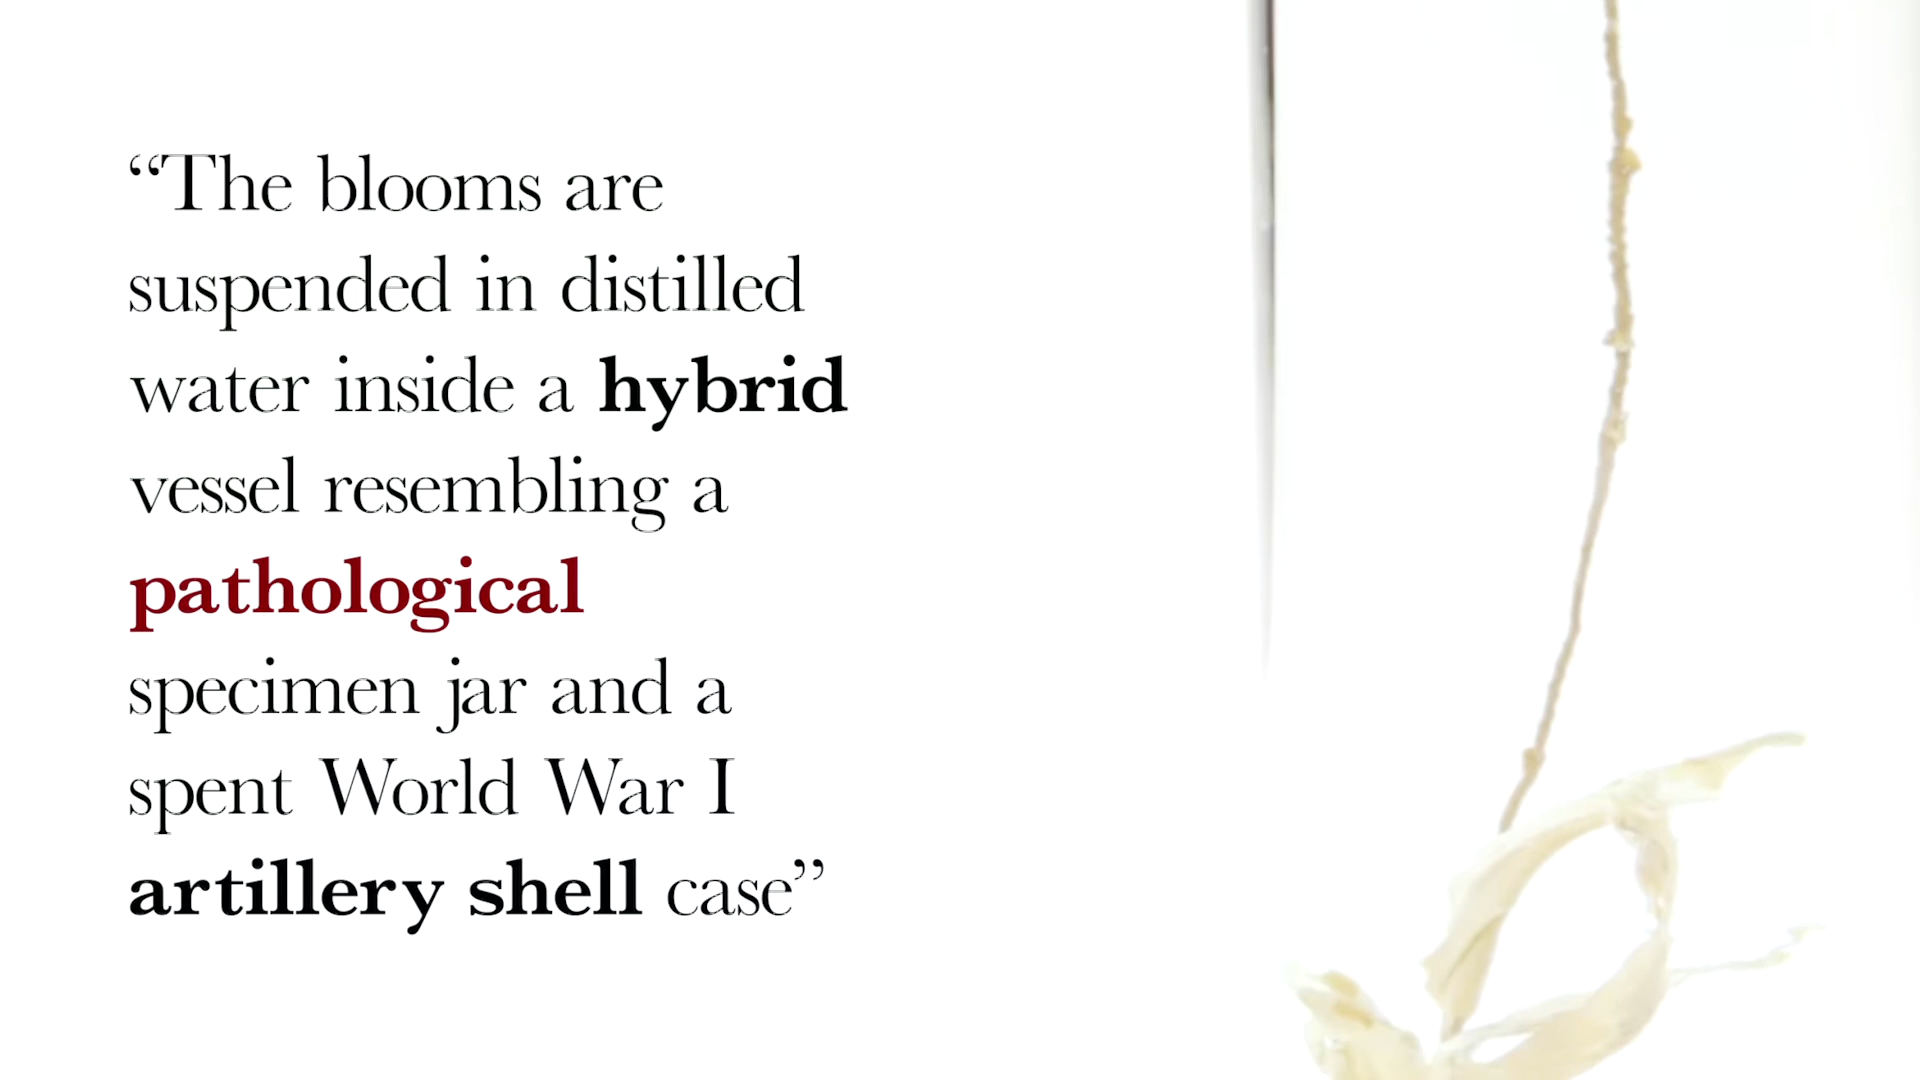 “The blooms are
suspended in distilled
water inside a hybrid
vessel resembling a
pathological
specimen jar and a
spent World War I
artillery shell case”